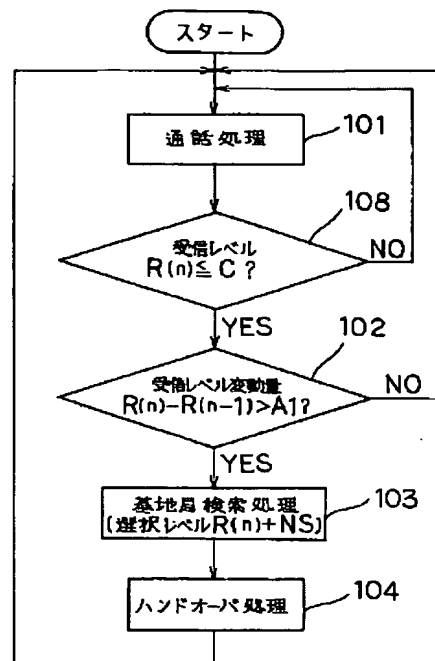 スタート
通話処理
101
108
受信レベル
R(n)≦C?
NO
YES
102
受信レベル変動量
R(n)-R(n-1)>A1?
NO
YES
基地局検索処理
[選択レベルR(n)+NS]
103
ハンドオーバ処理
104